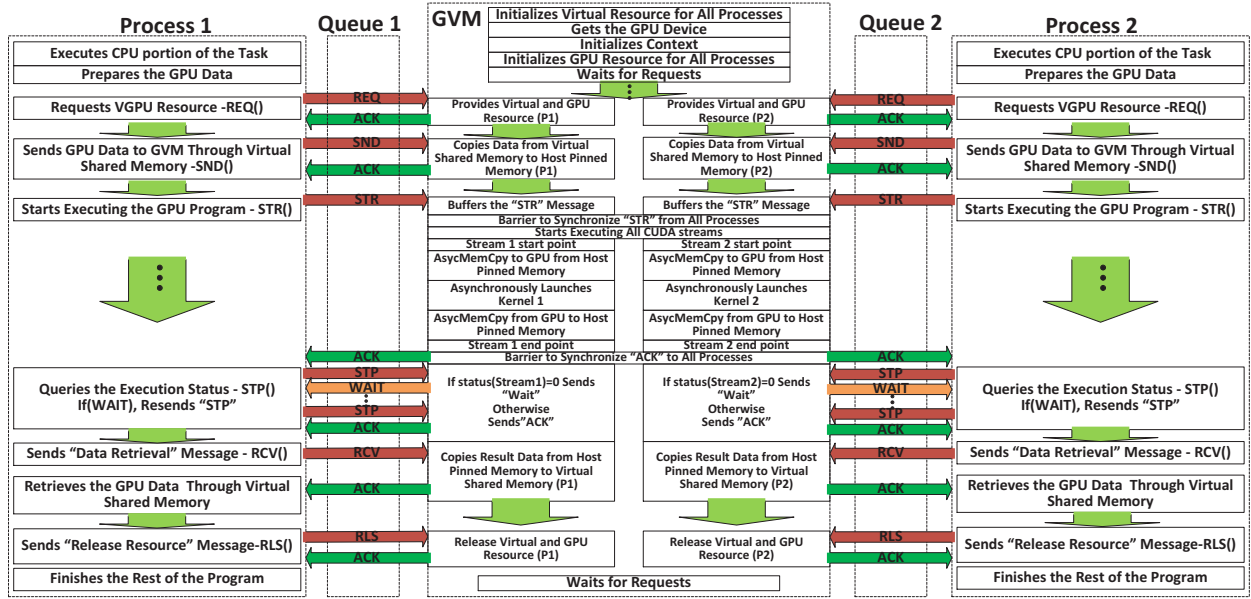 Process 1
Executes CPU portion of the Task
Prepares the GPU Data
Requests VGPU Resource -REQ()
Sends GPU Data to GVM Through Virtual
Shared Memory -SND()
Starts Executing the GPU Program - STR()
Queries the Execution Status - STP()
If(WAIT), Resends “STP”
Sends “Data Retrieval” Message - RCV()
Retrieves the GPU Data Through Virtual
Shared Memory
Sends “Release Resource” Message-RLS()
Finishes the Rest of the Program
Queue 1
REQ
ACK
SND
ACK
STR
ACK
STP
WAIT
STP
ACK
RCV
ACK
RLS
ACK
GVM
Initializes Virtual Resource for All Processes
Gets the GPU Device
Initializes Context
Initializes GPU Resource for All Processes
Waits for Requests
Provides Virtual and GPU
Resource (P1)
Copies Data from Virtual
Shared Memory to Host Pinned
Memory (P1)
Buffers the “STR” Message
Provides Virtual and GPU
Resource (P2)
Copies Data from Virtual
Shared Memory to Host Pinned
Memory (P2)
Buffers the “STR” Message
Barrier to Synchronize “STR” from All Processes
Starts Executing All CUDA streams
Stream 1 start point
AsycMemCpy to GPU from Host
Pinned Memory
Asynchronously Launches
Kernel 1
AsycMemCpy from GPU to Host
Pinned Memory
Stream 1 end point
Stream 2 start point
AsycMemCpy to GPU from Host
Pinned Memory
Asynchronously Launches
Kernel 2
AsycMemCpy from GPU to Host
Pinned Memory
Stream 2 end point
Barrier to Synchronize “ACK” to All Processes
If status(Stream1)=0 Sends
“Wait”
Otherwise
Sends”ACK”
Copies Result Data from Host
Pinned Memory to Virtual
Shared Memory (P1)
Release Virtual and GPU
Resource (P1)
If status(Stream2)=0 Sends
“Wait”
Otherwise
Sends”ACK”
Copies Result Data from Host
Pinned Memory to Virtual
Shared Memory (P2)
Release Virtual and GPU
Resource (P2)
Waits for Requests
Queue 2
REQ
ACK
SND
ACK
STR
ACK
STP
WAIT
STP
ACK
RCV
ACK
RLS
ACK
Process 2
Executes CPU portion of the Task
Prepares the GPU Data
Requests VGPU Resource -REQ()
Sends GPU Data to GVM Through Virtual
Shared Memory -SND()
Starts Executing the GPU Program - STR()
Queries the Execution Status - STP()
If(WAIT), Resends “STP”
Sends “Data Retrieval” Message - RCV()
Retrieves the GPU Data Through Virtual
Shared Memory
Sends “Release Resource” Message-RLS()
Finishes the Rest of the Program